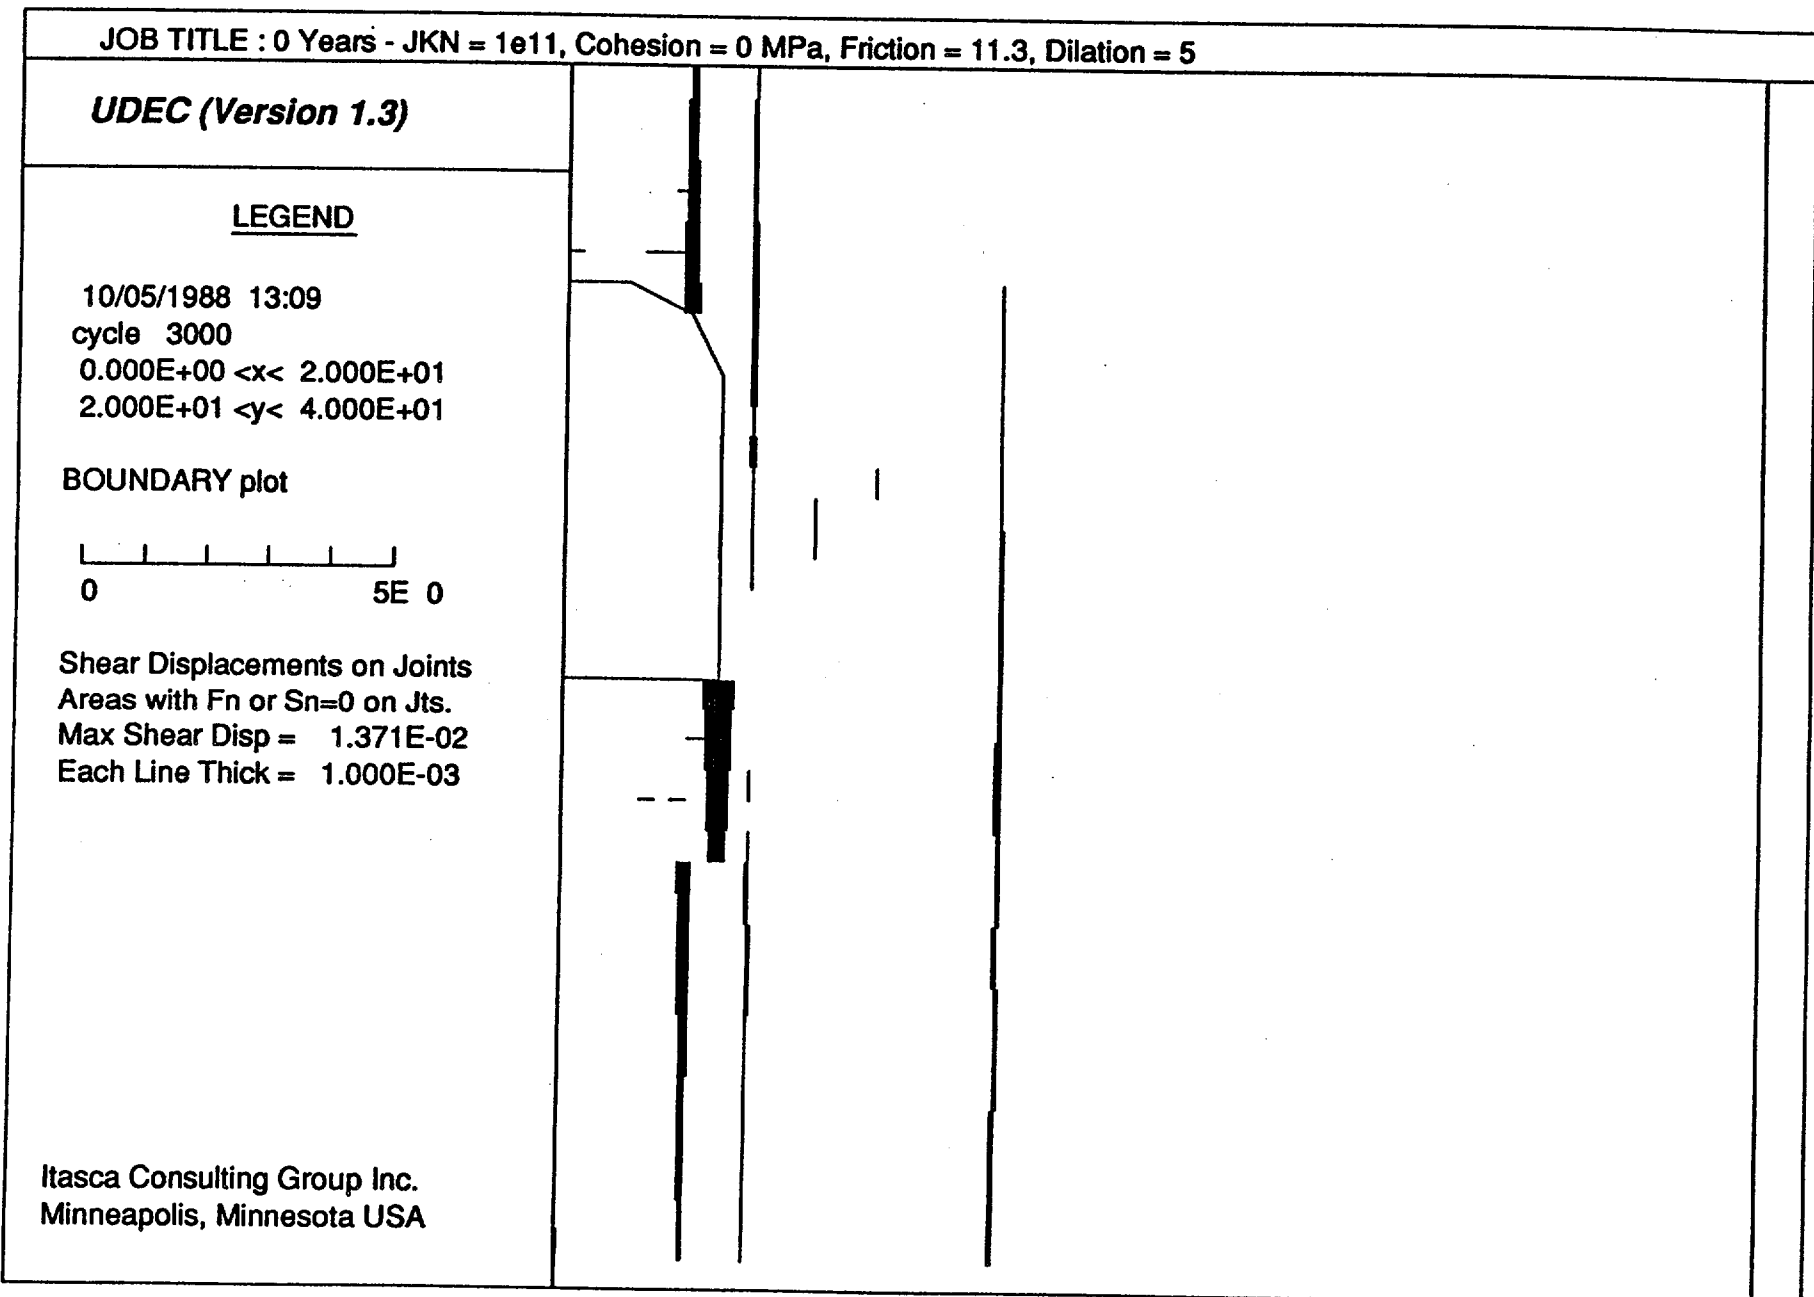 JOB TITLE : 0 Years - JKN = 1e11, Cohesion = 0 MPa, Friction = 11.3, Dilation = 5
UDEC (Version 1.3)
LEGEND
10/05/1988 13:09
cycle 3000
0.000E+00 <x< 2.000E+01
2.000E+01 <y< 4.000E+01
BOUNDARY plot
0 5E 0
Shear Displacements on Joints
Areas with Fn or Sn=0 on Jts.
Max Shear Disp = 1.371E-02
Each Line Thick = 1.000E-03
Itasca Consulting Group Inc.
Minneapolis, Minnesota USA